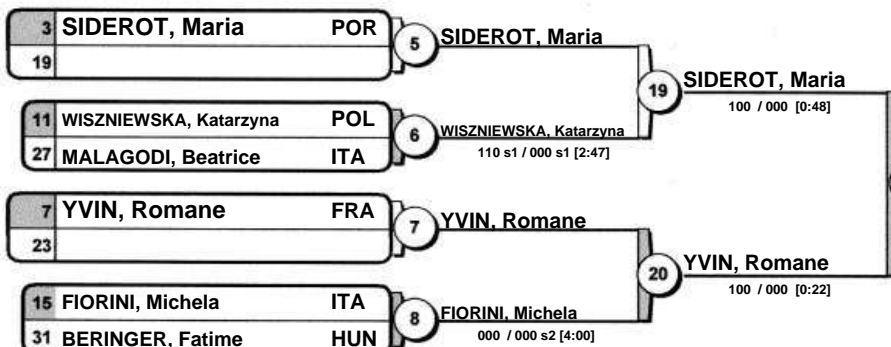 3 SIDEROT, Maria POR
19
5
SIDEROT, Maria
11 WISZNIEWSKA, Katarzyna POL
27 MALAGODI, Beatrice ITA
6
WISZNIEWSKA, Katarzyna
110 s1 / 000 s1 [2:47]
19
SIDEROT, Maria
100 / 000 [0:48]
7 YVIN, Romane FRA
23
7
YVIN, Romane
15 FIORINI, Michela ITA
31 BERINGER, Fatime HUN
8
FIORINI, Michela
000 / 000 s2 [4:00]
20
YVIN, Romane
100 / 000 [0:22]